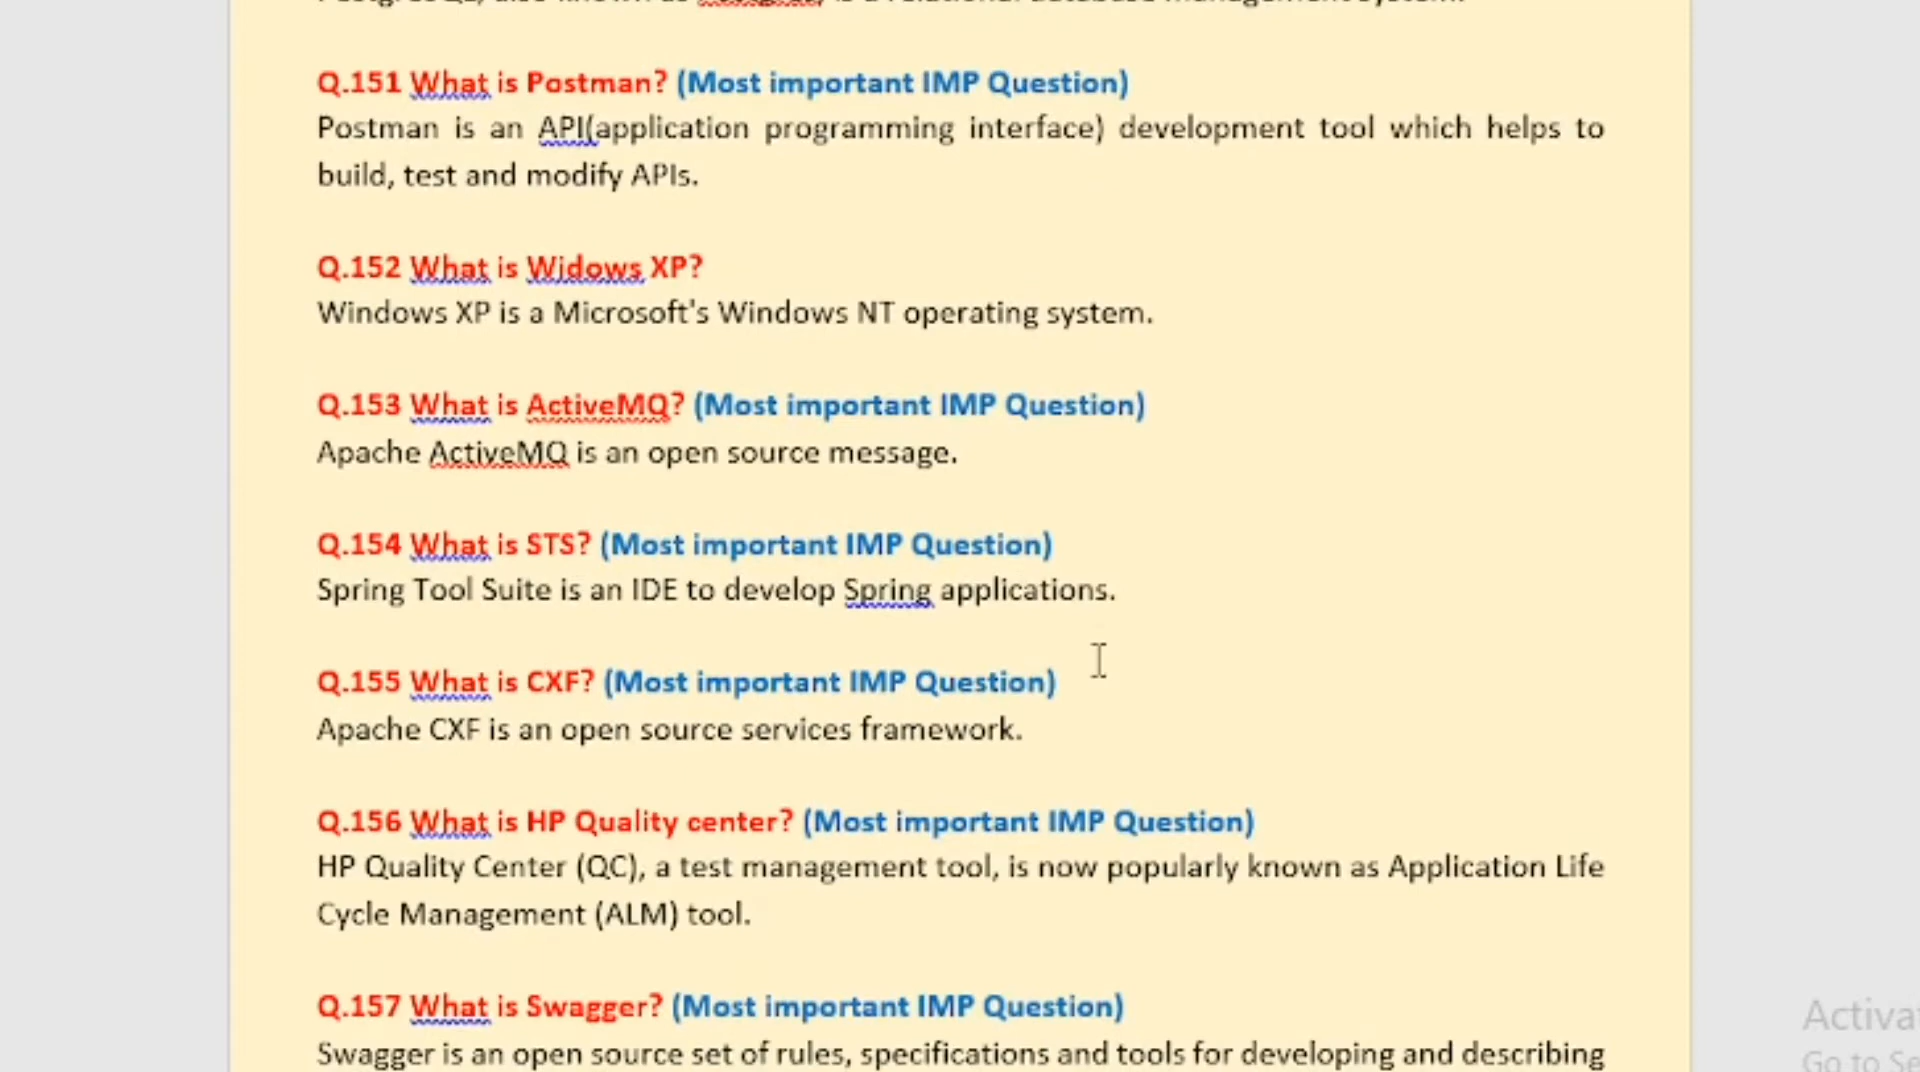 Q.151 What is Postman? (Most important IMP Question)
Postman is an API(application programming interface) development tool which helps to
build, test and modify APIs.
Q.152 What is Widows XP?
Windows XP is a Microsoft's Windows NT operating system.
Q.153 What is ActiveMQ? (Most important IMP Question)
Apache ActiveMQ is an open source message.
Q.154 What is STS? (Most important IMP Question)
Spring Tool Suite is an IDE to develop Spring applications.
Q.155 What is CXF? (Most important IMP Question)
Apache CXF is an open source services framework.
Q.156 What is HP Quality center? (Most important IMP Question)
HP Quality Center (QC), a test management tool, is now popularly known as Application Life
Cycle Management (ALM) tool.
Q.157 What is Swagger? (Most important IMP Question)
Swagger is an open source set of rules, specifications and tools for developing and describing
Go to